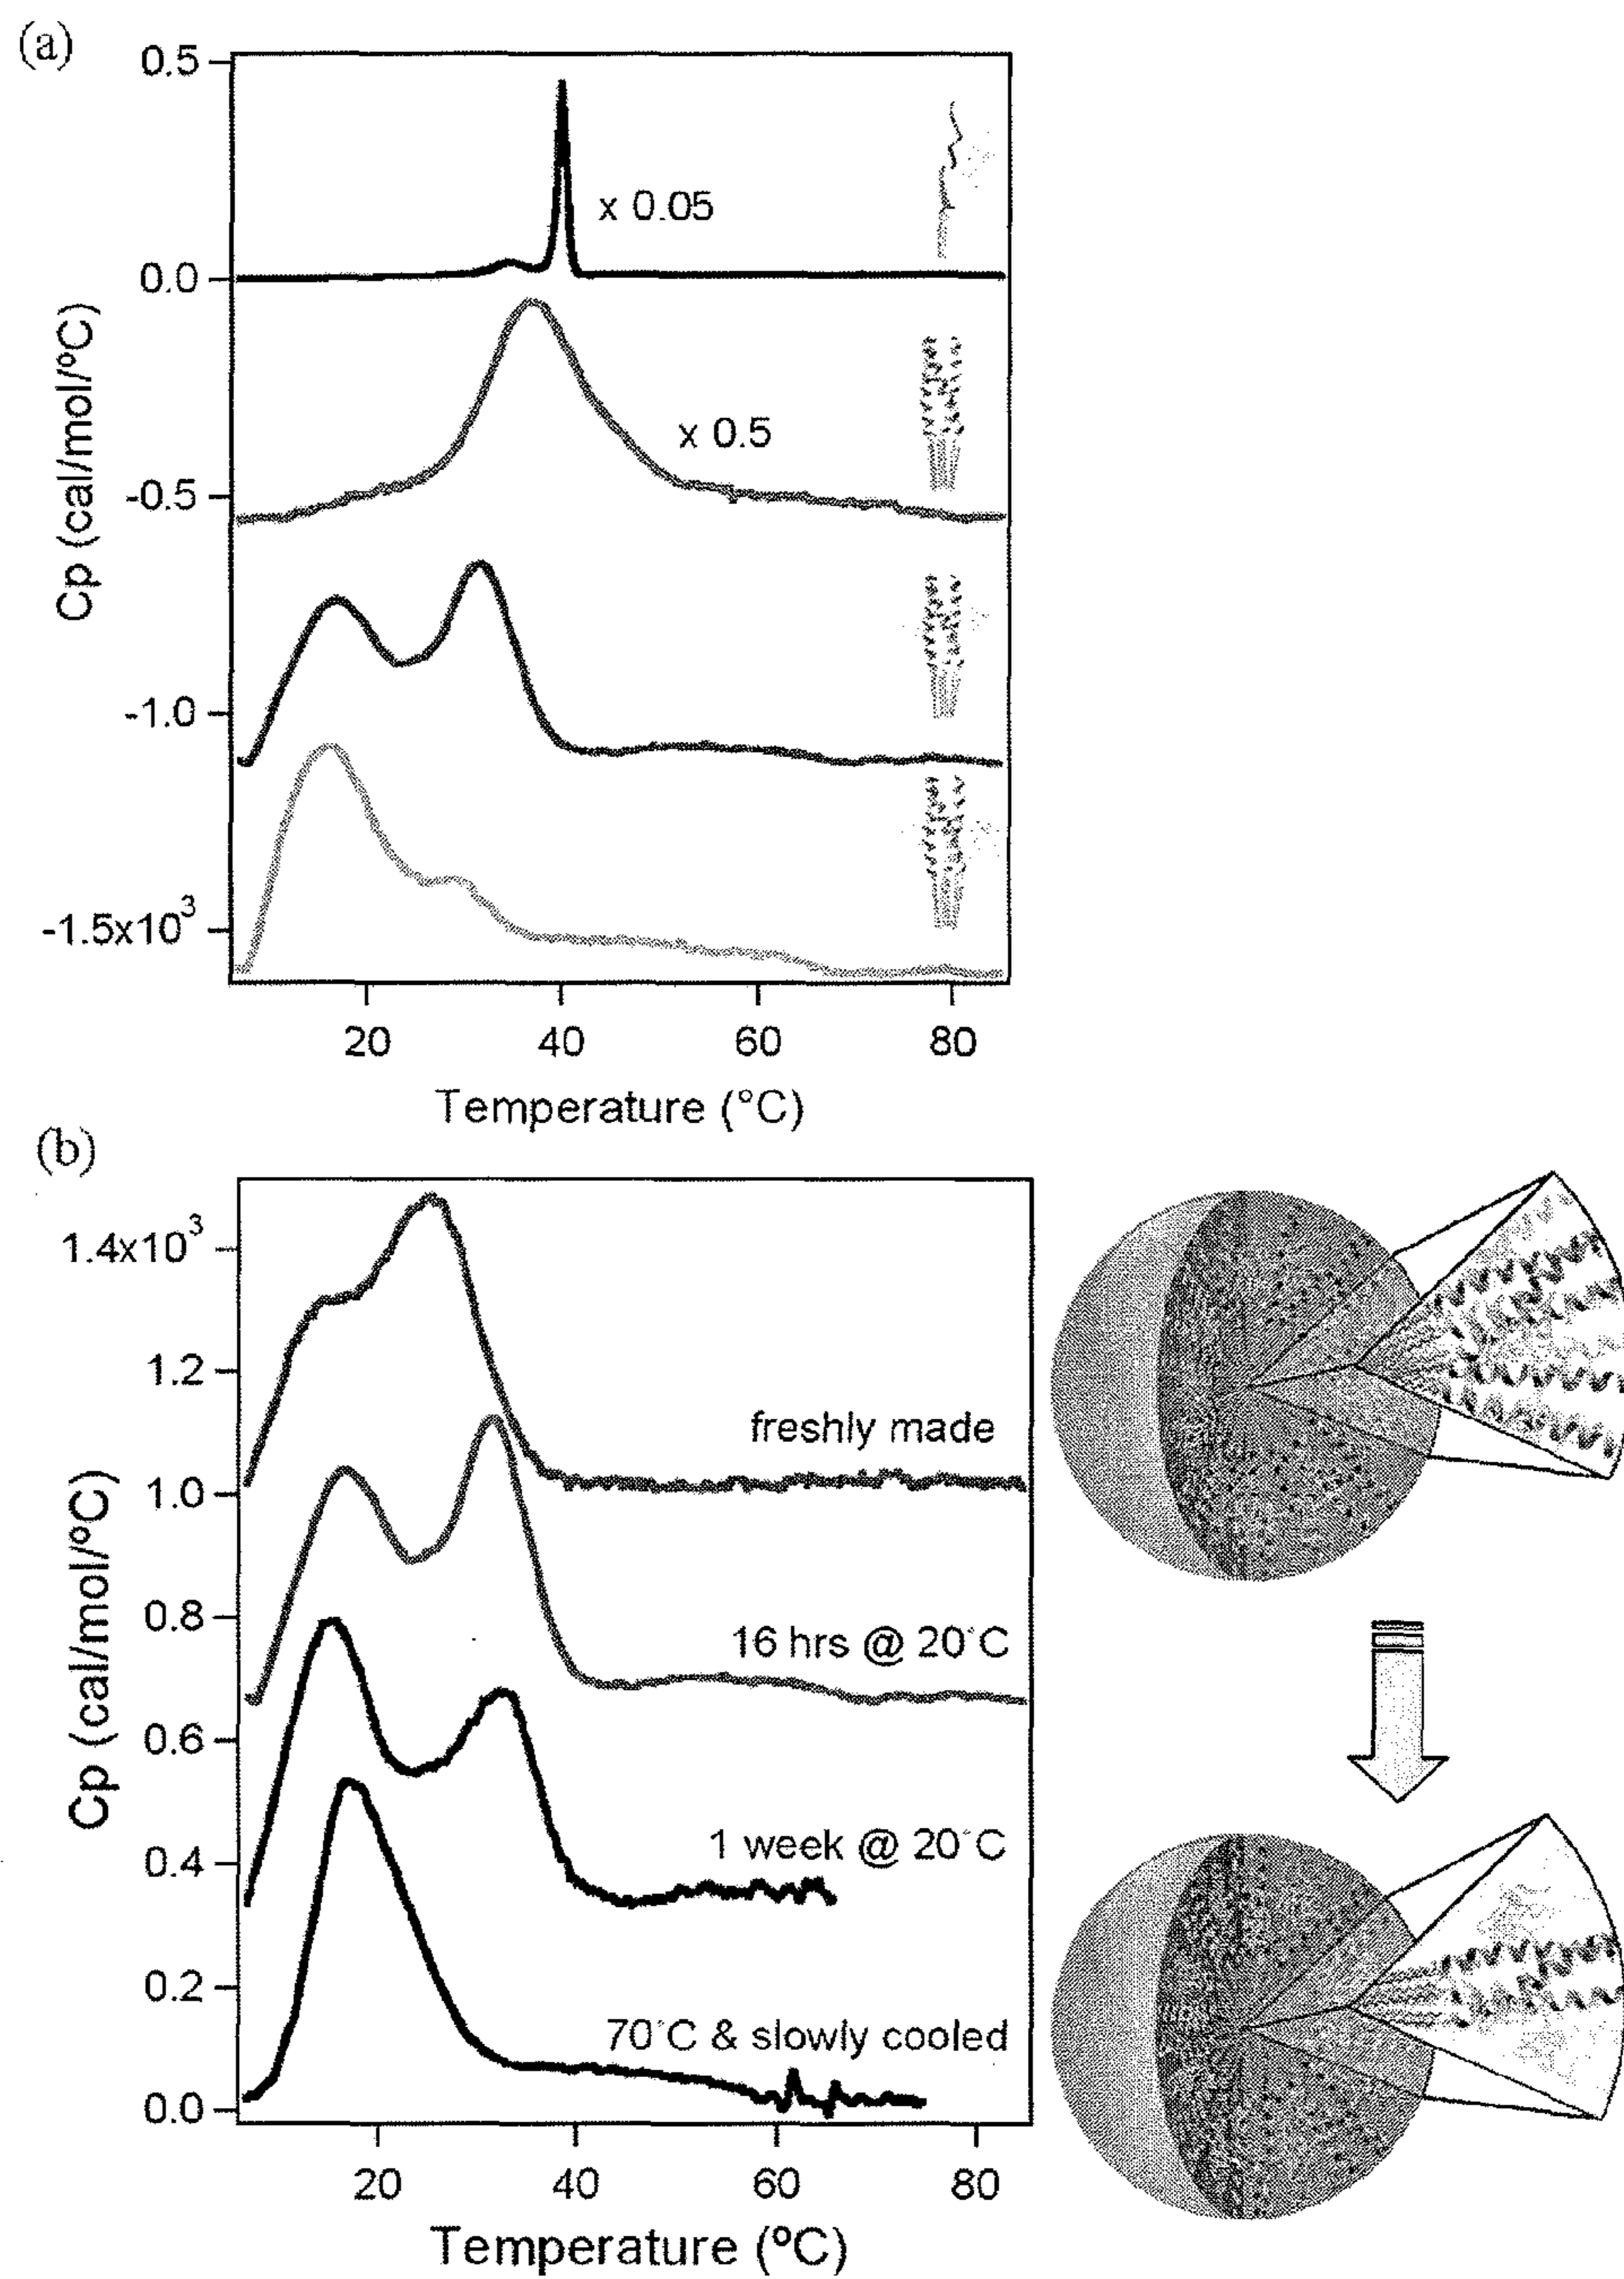 (a)
0.5
0.0
-0.5
-1.0
-1.5x10³
Cp (cal/mol/ºC)
x 0.05
x 0.5
20 40 60 80
Temperature (°C)
(b)
1.4x10³
1.2
1.0
0.8
0.6
0.4
0.2
0.0
Cp (cal/mol/ºC)
freshly made
16 hrs @ 20°C
1 week @ 20°C
70°C & slowly cooled
20 40 60 80
Temperature (ºC)